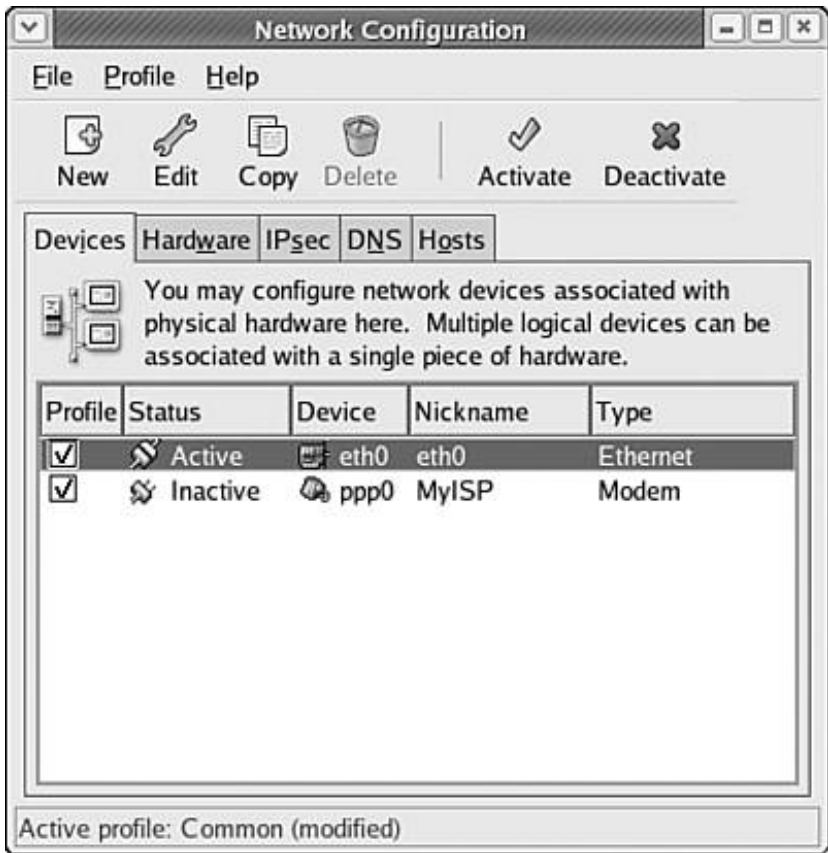 Network Configuration
File Profile Help
New Edit Copy Delete Activate Deactivate
Devices Hardware IPsec DNS Hosts
You may configure network devices associated with
physical hardware here. Multiple logical devices can be
associated with a single piece of hardware.
Profile Status Device Nickname Type
Active eth0 eth0 Ethernet
Inactive ppp0 MyISP Modem
Active profile: Common (modified)